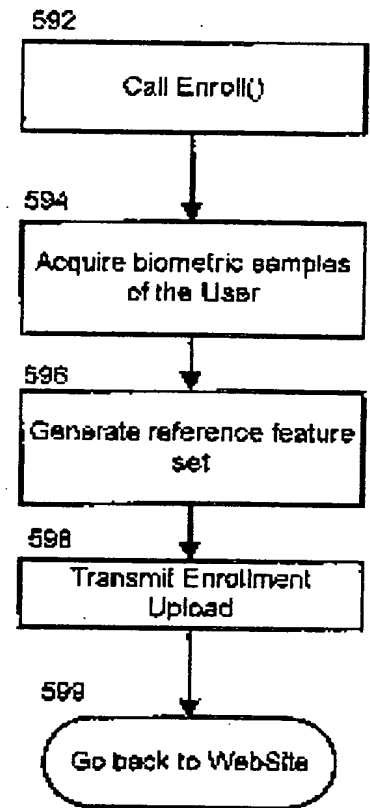 592
Call Enroll()
594
Acquire biometric samples
of the User
596
Generate reference feature
set
598
Transmit Enrollment
Upload
599
Go back to WebSite